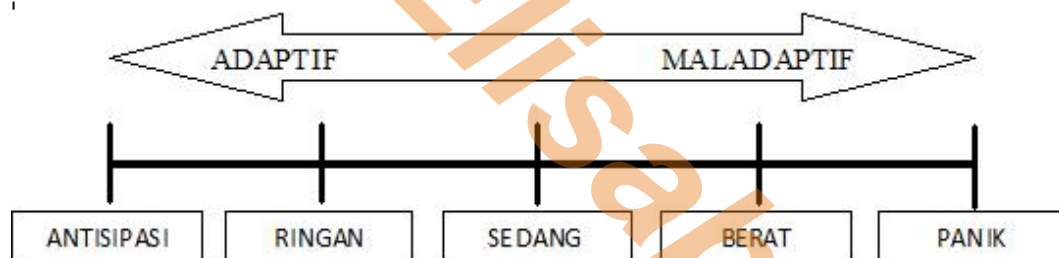 ADAPTIF MALADAPTIF
ANTISIPASI RINGAN SEDANG BERAT PANIK